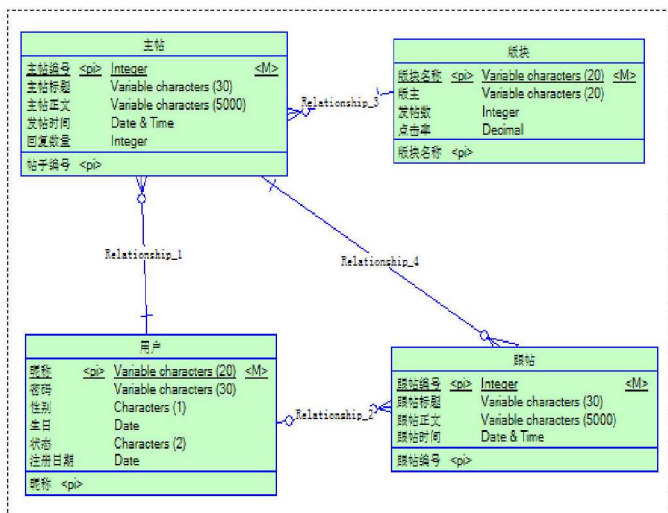 主帖
主帖编号 <pi> Integer <M>
主帖标题 Variable characters (30)
主帖正文 Variable characters (5000)
发帖时间 Date & Time
回复数量 Integer
帖子编号 <pi>
版块
版块名称 <pi> Variable characters (20) <M>
版主 Variable characters (20)
发帖数 Integer
点击率 Decimal
版块名称 <pi>
Relationship_3
Relationship_1
Relationship_4
用户
昵称 <pi> Variable characters (20) <M>
密码 Variable characters (30)
性别 Characters (1)
生日 Date
状态 Characters (2)
注册日期 Date
昵称 <pi>
Relationship_2
跟帖
跟帖编号 <pi> Integer <M>
跟帖标题 Variable characters (30)
跟帖正文 Variable characters (5000)
跟帖时间 Date & Time
跟帖编号 <pi>